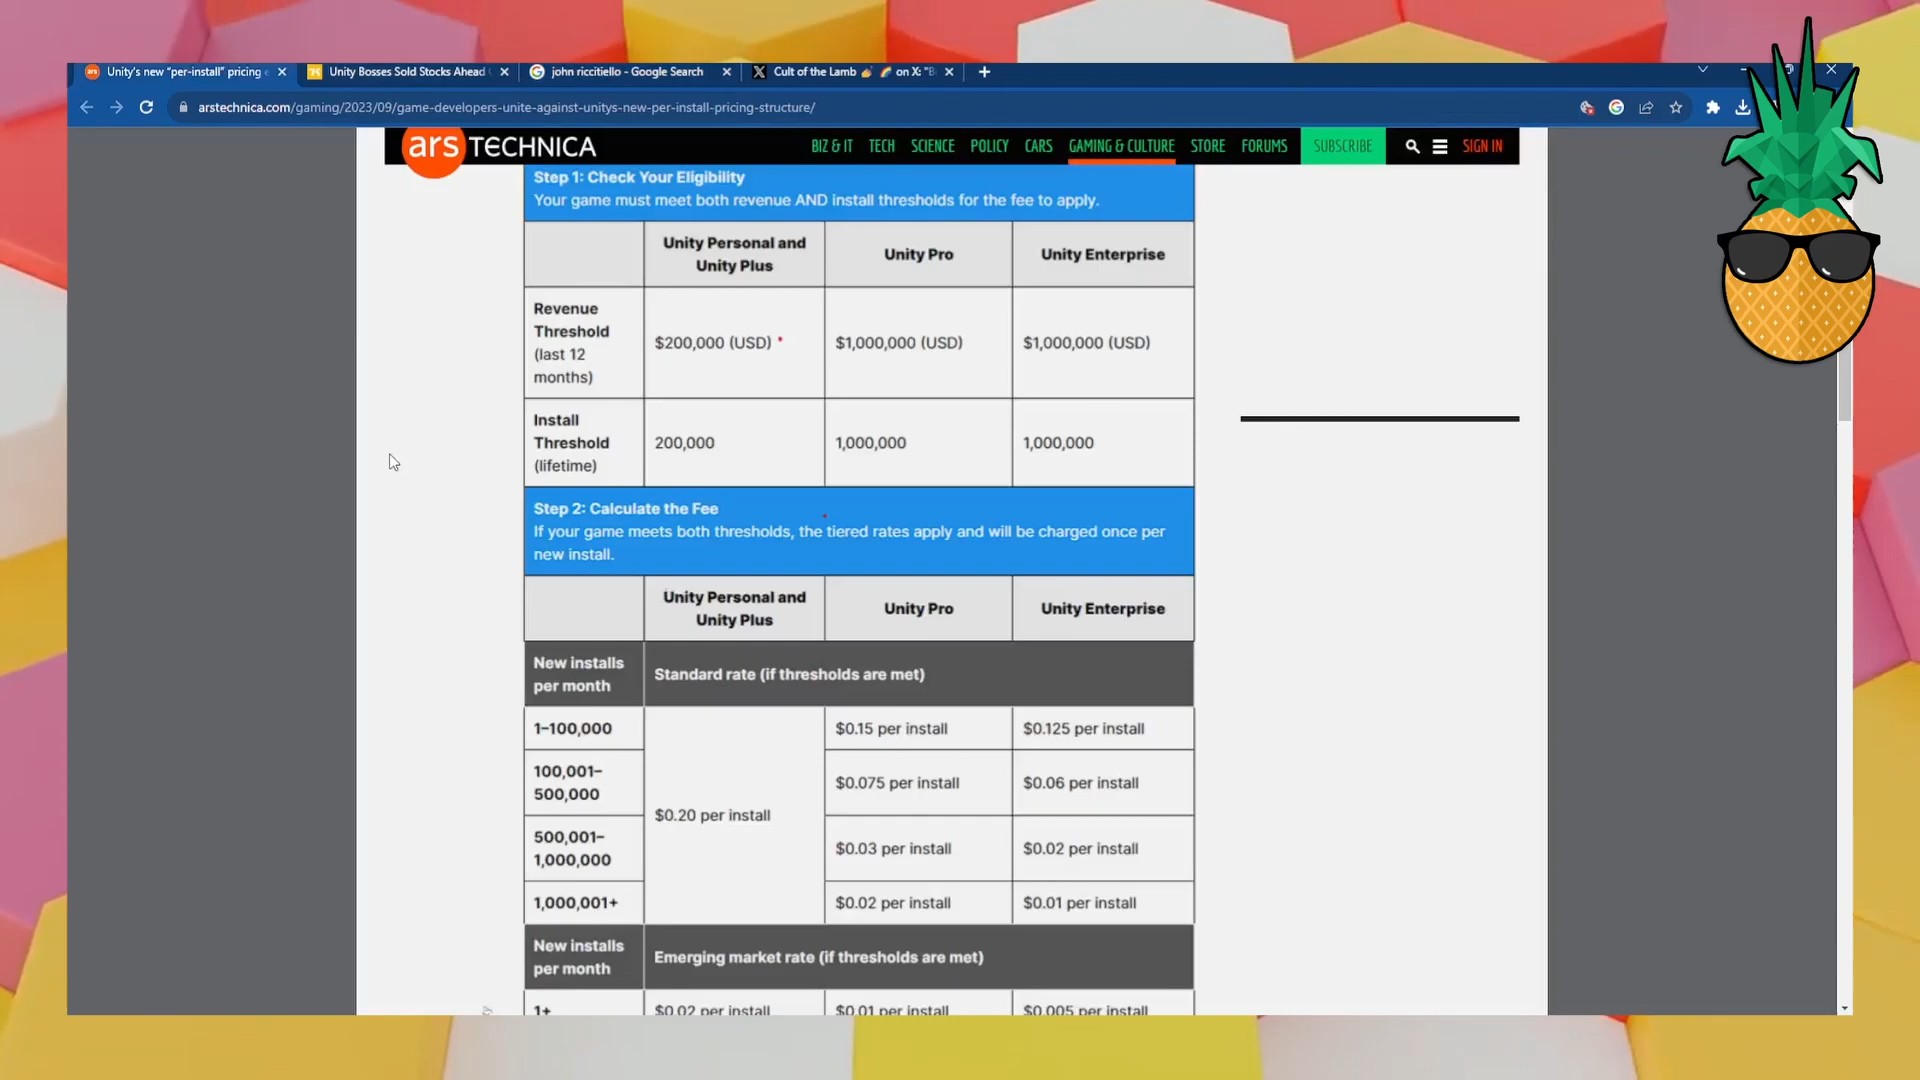 Unity's new "per-install" pricing
Unity Bosses Sold Stocks Ahead
john riccitiello - Google Search
Cult of the Lamb on X: "B
arstechnica.com/gaming/2023/09/game-developers-unite-against-unitys-new-per-install-pricing-structure/
ars TECHNICA
BIZ & IT TECH SCIENCE POLICY CARS GAMING & CULTURE STORE FORUMS SUBSCRIBE SIGN IN
Step 1: Check Your Eligibility
Your game must meet both revenue AND install thresholds for the fee to apply.
Unity Personal and
Unity Plus
Unity Pro
Unity Enterprise
Revenue
Threshold
(last 12
months)
$200,000 (USD)
$1,000,000 (USD)
$1,000,000 (USD)
Install
Threshold
(lifetime)
200,000
1,000,000
1,000,000
Step 2: Calculate the Fee
If your game meets both thresholds, the tiered rates apply and will be charged once per
new install.
Unity Personal and
Unity Plus
Unity Pro
Unity Enterprise
New installs
per month
Standard rate (if thresholds are met)
1–100,000
$0.15 per install
$0.125 per install
100,001–
500,000
$0.075 per install
$0.06 per install
$0.20 per install
500,001–
1,000,000
$0.03 per install
$0.02 per install
1,000,001+
$0.02 per install
$0.01 per install
New installs
per month
Emerging market rate (if thresholds are met)
1+
$0.02 per install
$0.01 per install
$0.005 per install